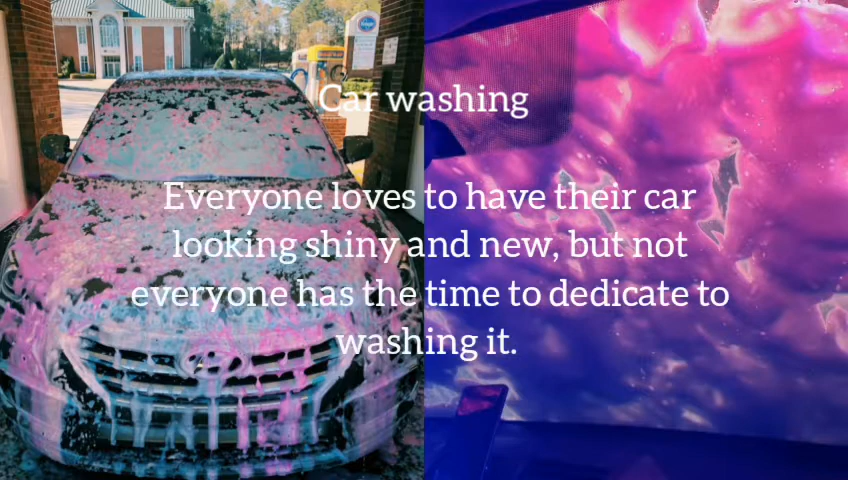 Car washing
Everyone loves to have their car
looking shiny and new, but not
everyone has the time to dedicate to
washing it.